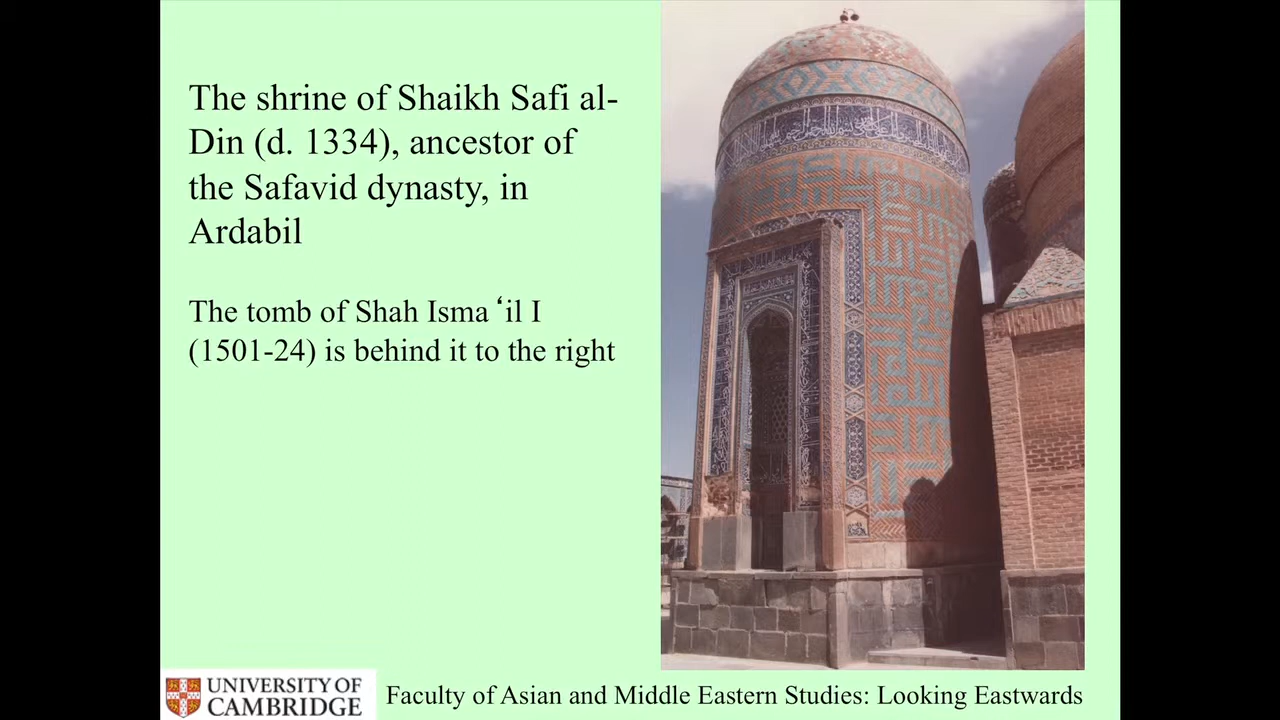 The shrine of Shaikh Safi al-
Din (d. 1334), ancestor of
the Safavid dynasty, in
Ardabil
The tomb of Shah Isma ‘il I
(1501-24) is behind it to the right
UNIVERSITY OF
CAMBRIDGE
Faculty of Asian and Middle Eastern Studies: Looking Eastwards